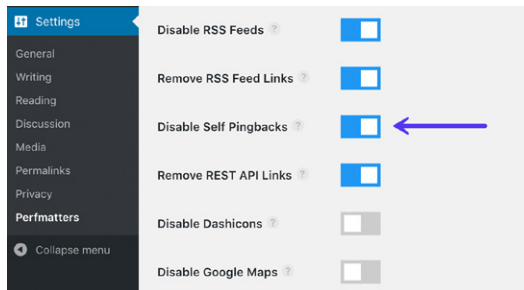 Settings
General
Writing
Reading
Discussion
Media
Permalinks
Privacy
Perfmatters
Collapse menu
Disable RSS Feeds ?
Remove RSS Feed Links ?
Disable Self Pingbacks ?
Remove REST API Links ?
Disable Dashicons ?
Disable Google Maps ?